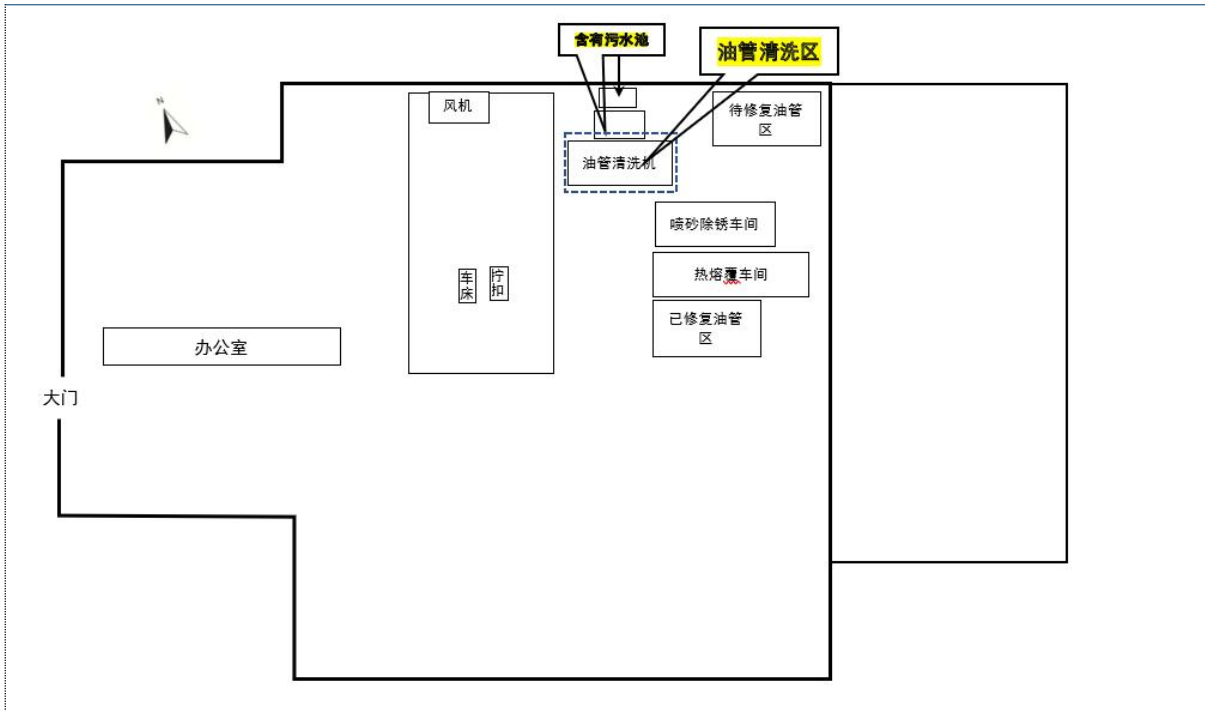 含有污水池
油管清洗区
N
风机
待修复油管
区
油管清洗机
喷砂除锈车间
车
床
拧
扣
热熔覆车间
已修复油管
区
办公室
大门